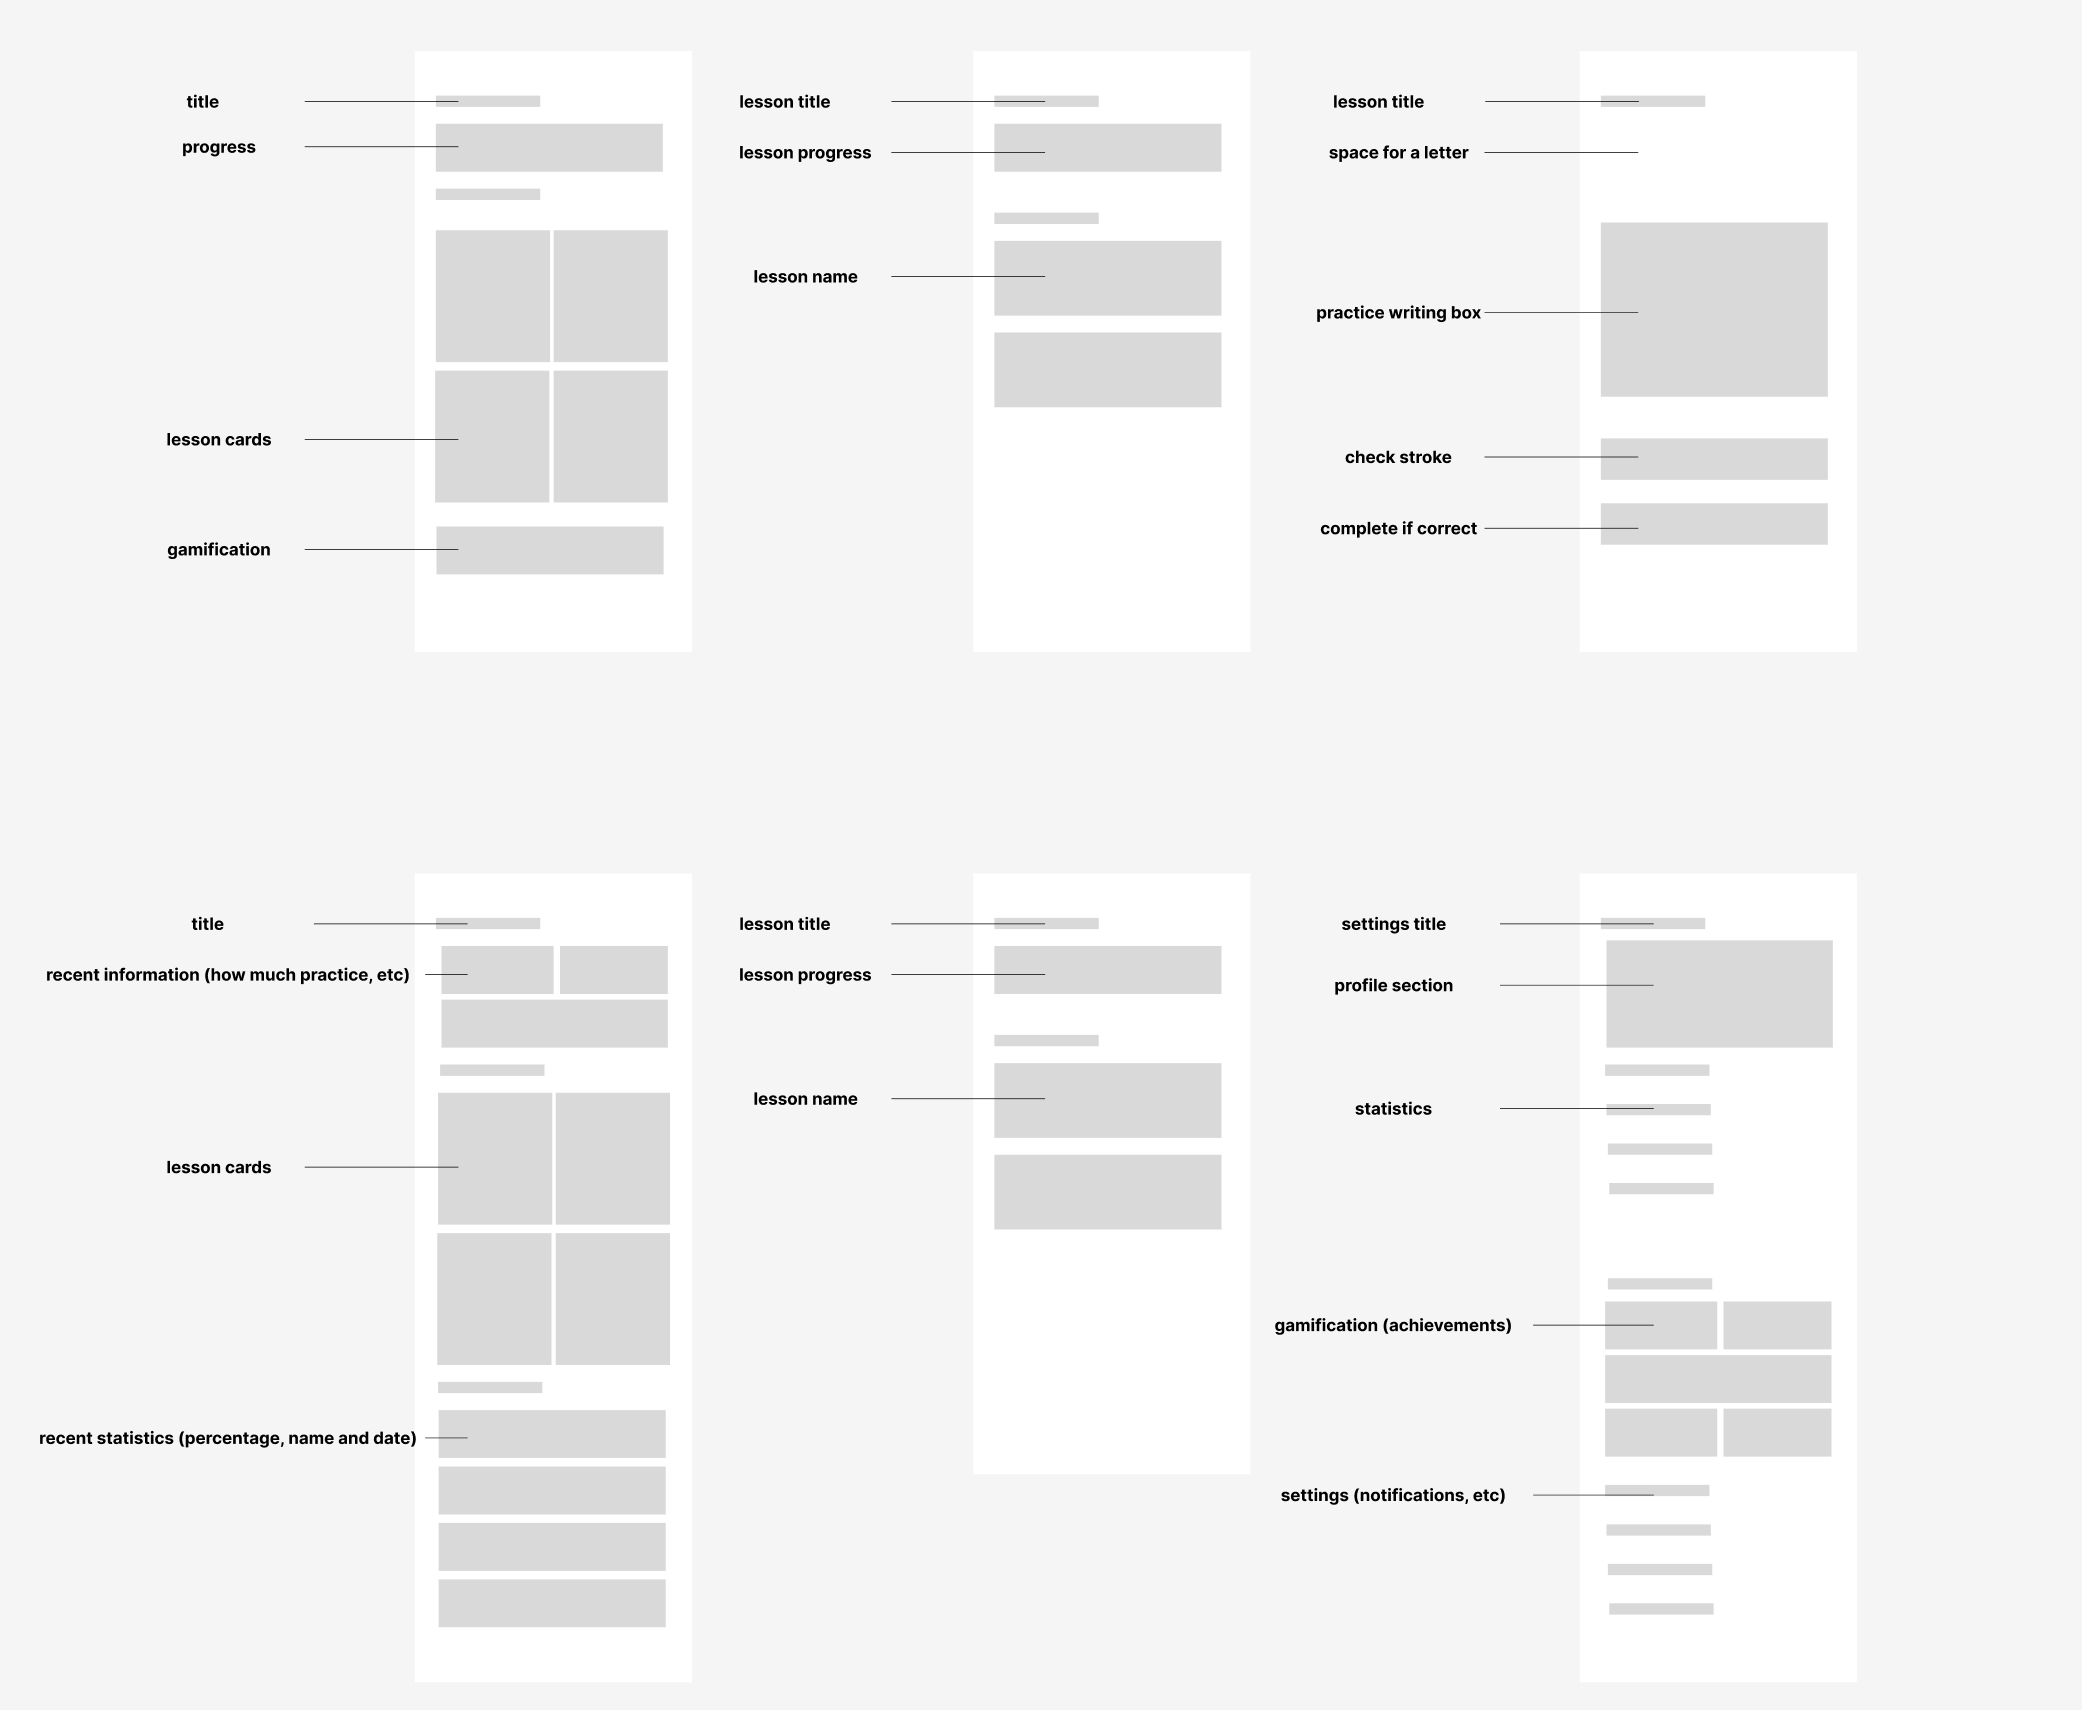 title
progress
lesson cards
gamification
lesson title
lesson progress
lesson name
lesson title
space for a letter
practice writing box
check stroke
complete if correct
title
recent information (how much practice, etc)
lesson cards
recent statistics (percentage, name and date)
lesson title
lesson progress
lesson name
settings title
profile section
statistics
gamification (achievements)
settings (notifications, etc)